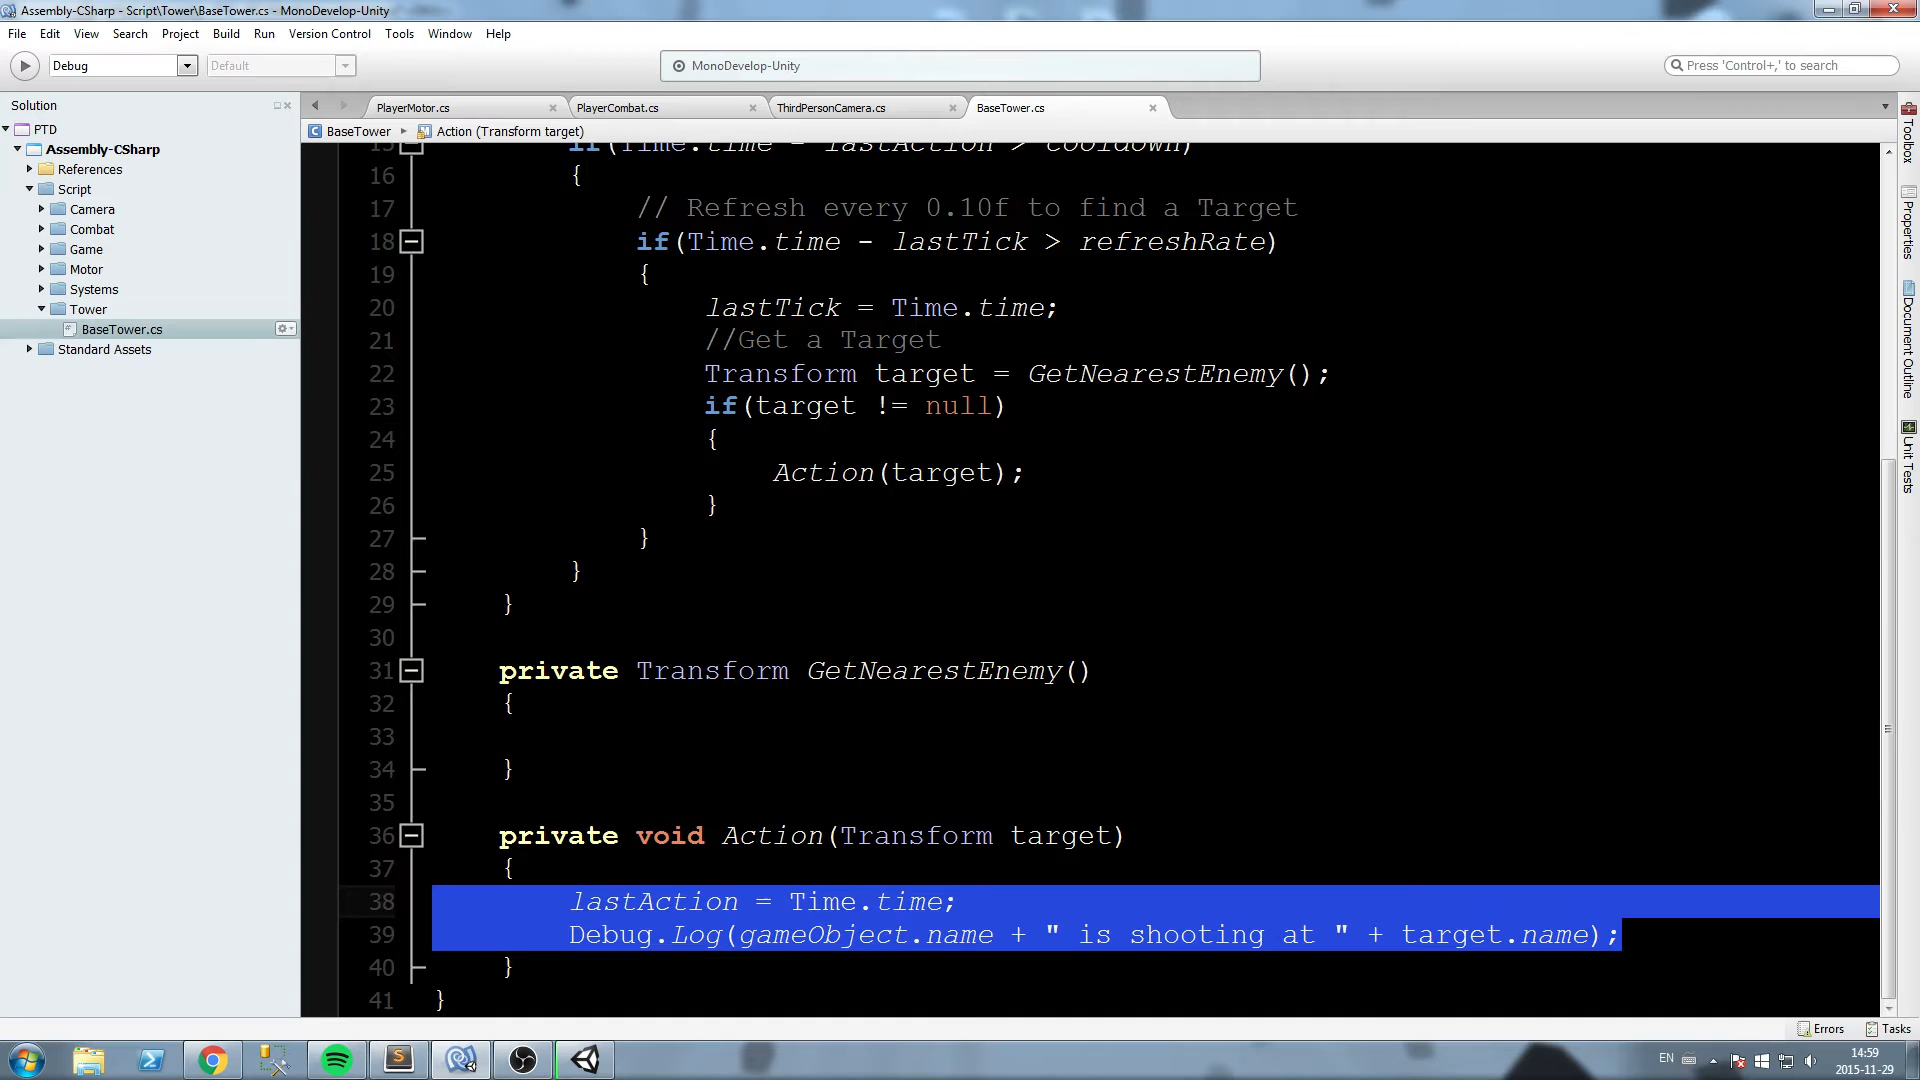 Assembly-CSharp - Script\Tower\BaseTower.cs - MonoDevelop-Unity
File Edit View Search Project Build Run Version Control Tools Window Help
Debug Default MonoDevelop-Unity Press 'Control+,' to search
Solution
PTD
Assembly-CSharp
References
Script
Camera
Combat
Game
Motor
Systems
Tower
BaseTower.cs
Standard Assets
PlayerMotor.cs PlayerCombat.cs ThirdPersonCamera.cs BaseTower.cs
BaseTower Action (Transform target)
15 if(Time.time - lastAction > cooldown)
16 {
17 // Refresh every 0.10f to find a Target
18 if(Time.time - lastTick > refreshRate)
19 {
20 lastTick = Time.time;
21 //Get a Target
22 Transform target = GetNearestEnemy();
23 if(target != null)
24 {
25 Action(target);
26 }
27 }
28 }
29 }
30
31 private Transform GetNearestEnemy()
32 {
33
34 }
35
36 private void Action(Transform target)
37 {
38 lastAction = Time.time;
39 Debug.Log(gameObject.name + " is shooting at " + target.name);
40 }
41 }
Toolbox
Properties
Document Outline
Unit Tests
Errors Tasks
EN
14:59
2015-11-29